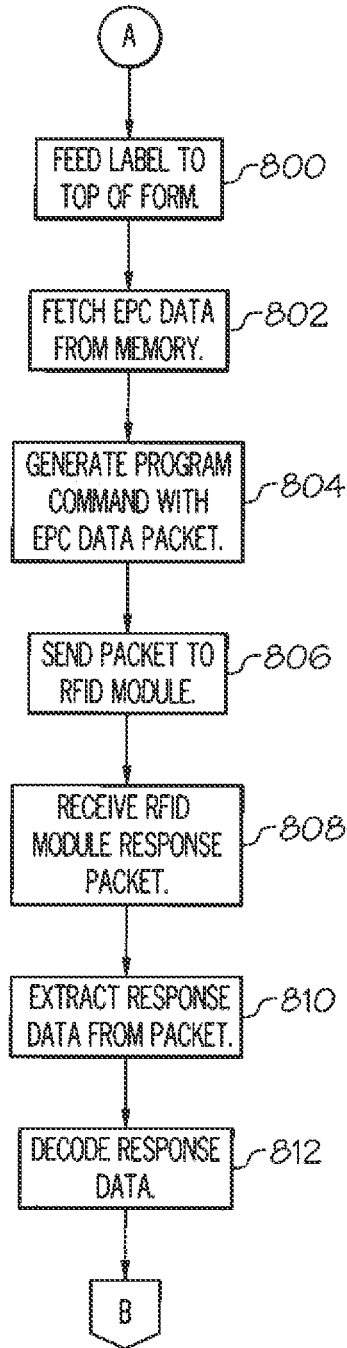 A
FEED LABEL TO
TOP OF FORM.
800
FETCH EPC DATA
FROM MEMORY.
802
GENERATE PROGRAM
COMMAND WITH
EPC DATA PACKET.
804
SEND PACKET TO
RFID MODULE.
806
RECEIVE RFID
MODULE RESPONSE
PACKET.
808
EXTRACT RESPONSE
DATA FROM PACKET.
810
DECODE RESPONSE
DATA.
812
B